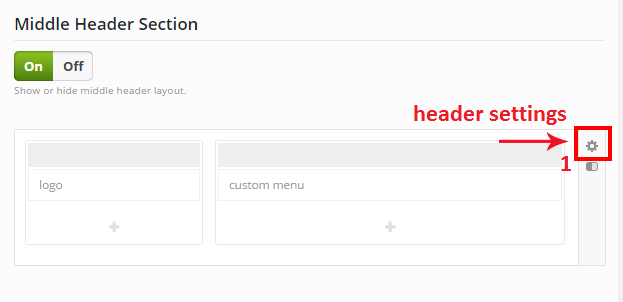 Middle Header Section
On Off
Show or hide middle header layout.
header settings
1
logo
custom menu